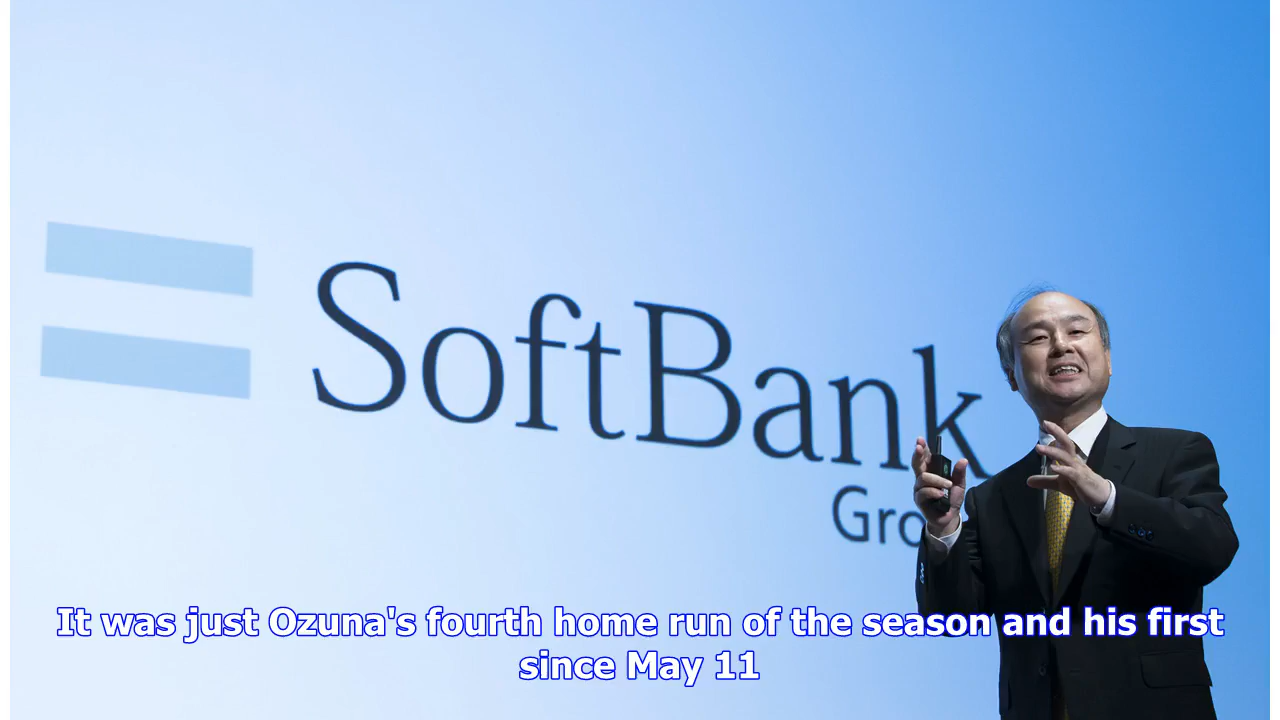 SoftBank
Gro
It was just Ozuna's fourth home run of the season and his first
since May 11